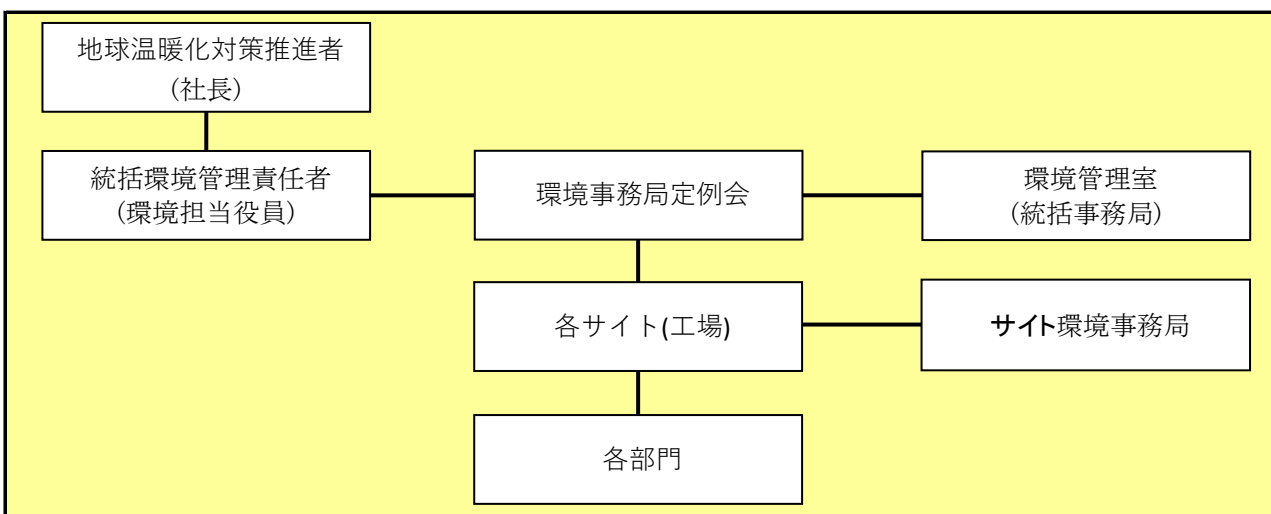 地球温暖化対策推進者
(社長)
統括環境管理責任者
(環境担当役員)
環境事務局定例会
環境管理室
(統括事務局)
各サイト(工場)
サイト環境事務局
各部門